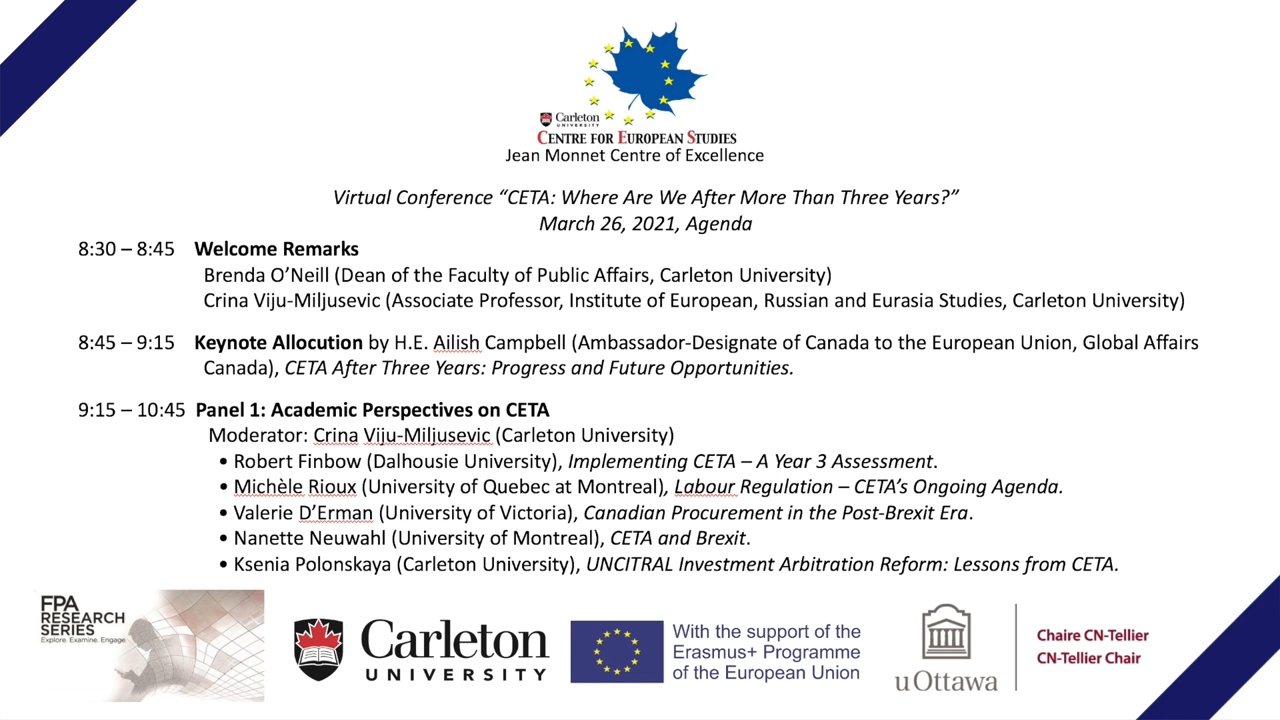 Carleton
UNIVERSITY
CENTRE FOR EUROPEAN STUDIES
Jean Monnet Centre of Excellence
Virtual Conference “CETA: Where Are We After More Than Three Years?”
March 26, 2021, Agenda
8:30 – 8:45 Welcome Remarks
Brenda O’Neill (Dean of the Faculty of Public Affairs, Carleton University)
Crina Viju-Miljusevic (Associate Professor, Institute of European, Russian and Eurasia Studies, Carleton University)
8:45 – 9:15 Keynote Allocution by H.E. Ailish Campbell (Ambassador-Designate of Canada to the European Union, Global Affairs
Canada), CETA After Three Years: Progress and Future Opportunities.
9:15 – 10:45 Panel 1: Academic Perspectives on CETA
Moderator: Crina Viju-Miljusevic (Carleton University)
• Robert Finbow (Dalhousie University), Implementing CETA – A Year 3 Assessment.
• Michèle Rioux (University of Quebec at Montreal), Labour Regulation – CETA’s Ongoing Agenda.
• Valerie D’Erman (University of Victoria), Canadian Procurement in the Post-Brexit Era.
• Nanette Neuwahl (University of Montreal), CETA and Brexit.
• Ksenia Polonskaya (Carleton University), UNCITRAL Investment Arbitration Reform: Lessons from CETA.
FPA
RESEARCH
SERIES
Explore. Examine. Engage.
Carleton
UNIVERSITY
With the support of the
Erasmus+ Programme
of the European Union
uOttawa
Chaire CN-Tellier
CN-Tellier Chair